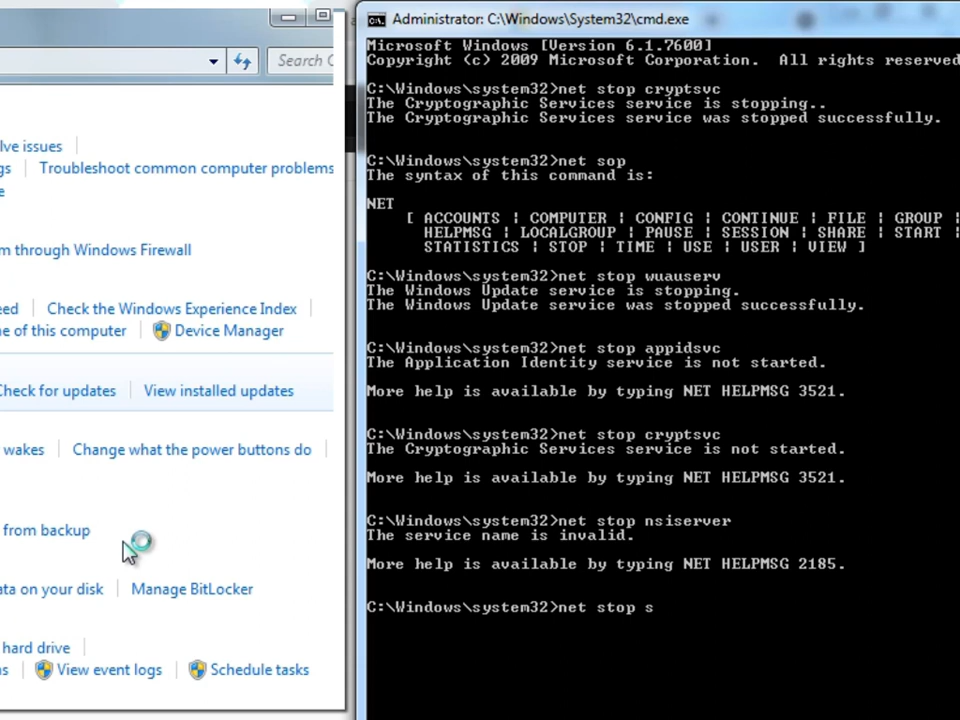 Search
lve issues
gs Troubleshoot common computer problems
e
m through Windows Firewall
eed Check the Windows Experience Index
ne of this computer Device Manager
Check for updates View installed updates
wakes Change what the power buttons do
from backup
ata on your disk Manage BitLocker
hard drive
s View event logs Schedule tasks
Administrator: C:\Windows\System32\cmd.exe
Microsoft Windows [Version 6.1.7600]
Copyright (c) 2009 Microsoft Corporation. All rights reserved
C:\Windows\system32>net stop cryptsvc
The Cryptographic Services service is stopping..
The Cryptographic Services service was stopped successfully.
C:\Windows\system32>net sop
The syntax of this command is:
NET
[ ACCOUNTS ¦ COMPUTER ¦ CONFIG ¦ CONTINUE ¦ FILE ¦ GROUP ¦
HELPMSG ¦ LOCALGROUP ¦ PAUSE ¦ SESSION ¦ SHARE ¦ START ¦
STATISTICS ¦ STOP ¦ TIME ¦ USE ¦ USER ¦ VIEW ]
C:\Windows\system32>net stop wuauserv
The Windows Update service is stopping.
The Windows Update service was stopped successfully.
C:\Windows\system32>net stop appidsvc
The Application Identity service is not started.
More help is available by typing NET HELPMSG 3521.
C:\Windows\system32>net stop cryptsvc
The Cryptographic Services service is not started.
More help is available by typing NET HELPMSG 3521.
C:\Windows\system32>net stop nsiserver
The service name is invalid.
More help is available by typing NET HELPMSG 2185.
C:\Windows\system32>net stop s